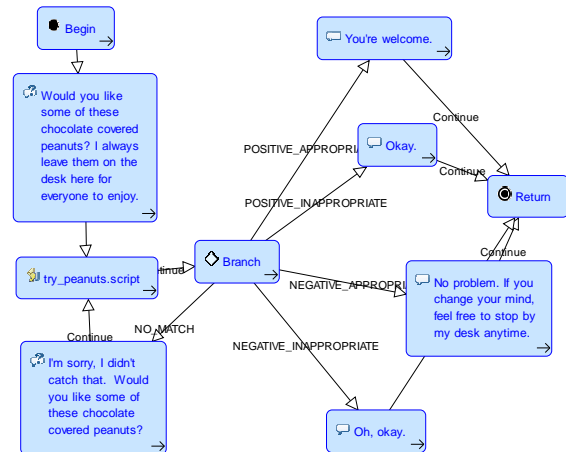 Begin
You're welcome.
Would you like
some of these
chocolate covered
peanuts? I always
leave them on the
desk here for
everyone to enjoy.
Continue
POSITIVE_APPROPRIA
Okay.
Continue
POSITIVE_INAPPROPRIATE
Return
Branch
try_peanuts.script
tinue
Continue
NEGATIVE_APPROPRI
No problem. If you
change your mind,
feel free to stop by
my desk anytime.
NO_MATCH
Continue
NEGATIVE_INAPPROPRIATE
I'm sorry, I didn't
catch that. Would
you like some of
these chocolate
covered peanuts?
Oh, okay.